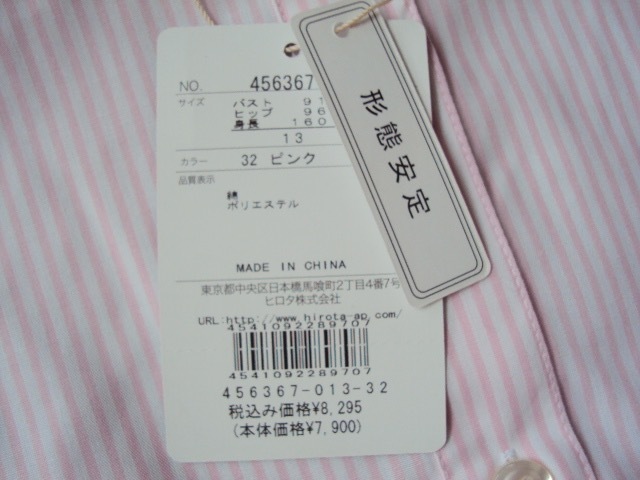 NO. 456367
サイズ バスト 91
ヒップ 96
身長 160
13
カラー 32 ピンク
品質表示
綿
ポリエステル
MADE IN CHINA
東京都中央区日本橋馬喰町2丁目4番7号
ヒロタ株式会社
URL:http://www.hirota-ap.com/
4541092289707
4541092289707
456367-013-32
税込み価格¥8,295
(本体価格¥7,900)
形態安定